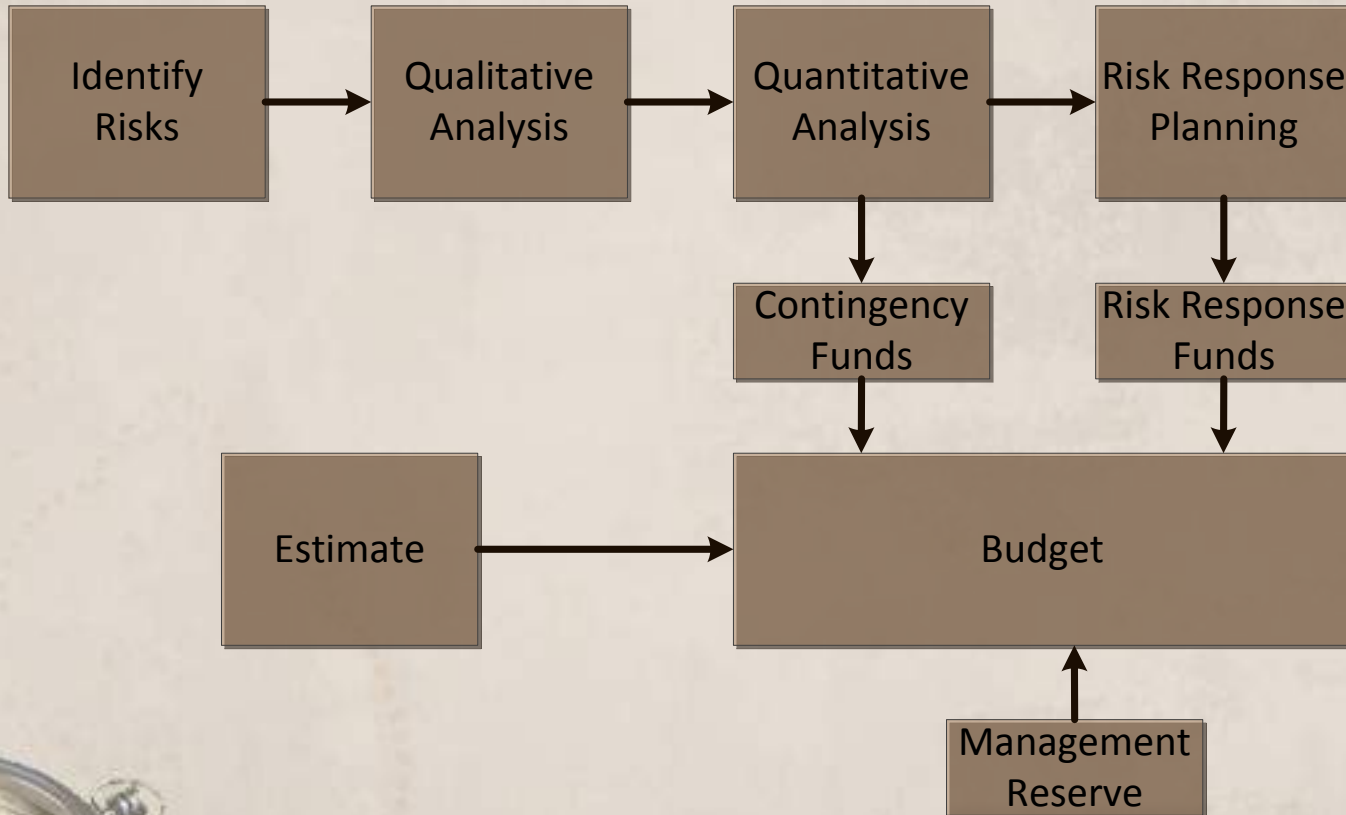 Identify
Risks
Qualitative
Analysis
Quantitative
Analysis
Risk Response
Planning
Contingency
Funds
Risk Response
Funds
Estimate
Budget
Management
Reserve